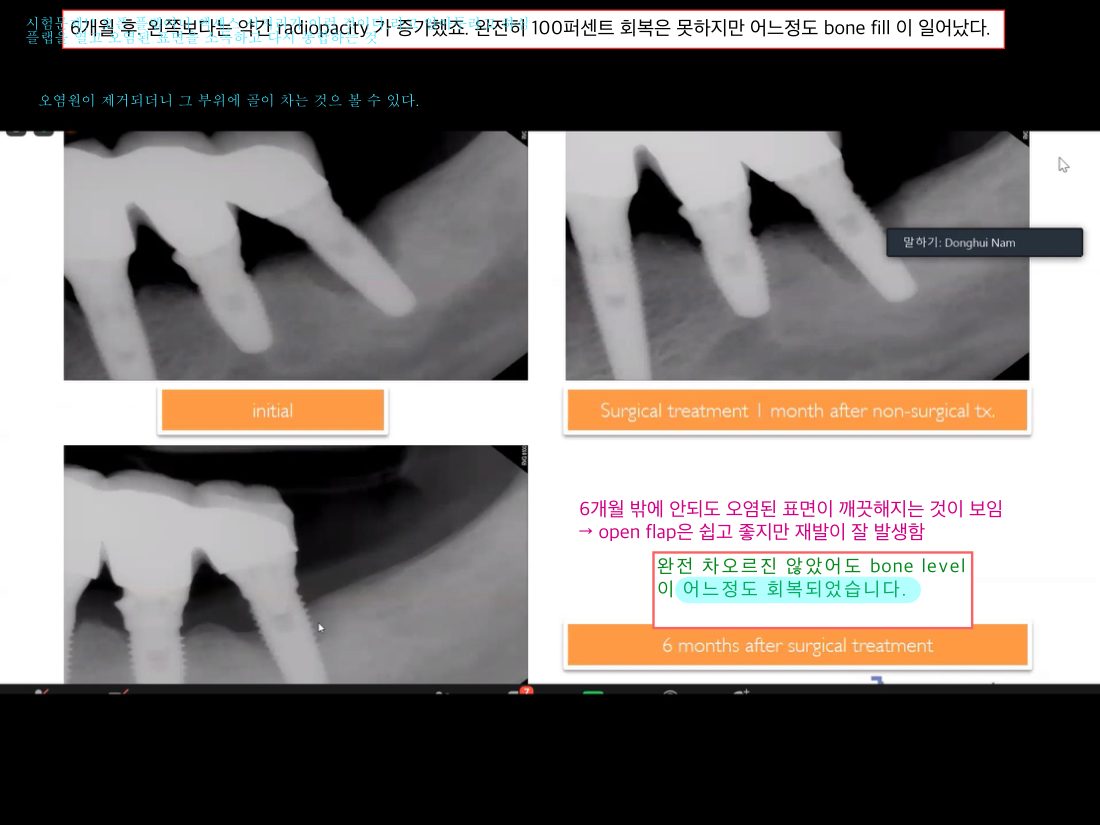 6개월 후. 왼쪽보다는 약간 radiopacity 가 증가했죠. 완전히 100퍼센트 회복은 못하지만 어느정도 bone fill 이 일어났다.
오염원이 제거되더니 그 부위에 골이 차는 것으 볼 수 있다.
말하기: Donghui Nam
initial
Surgical treatment 1 month after non-surgical tx.
6개월 밖에 안되도 오염된 표면이 깨끗해지는 것이 보임
→ open flap은 쉽고 좋지만 재발이 잘 발생함
완전 차오르진 않았어도 bone level
이 어느정도 회복되었습니다.
6 months after surgical treatment
7